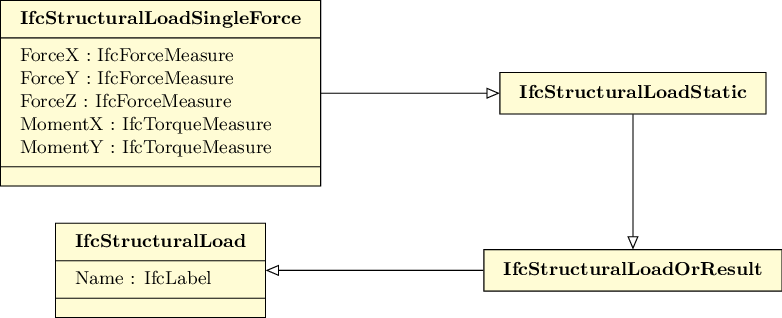 IfcStructuralLoadSingleForce
ForceX : IfcForceMeasure
ForceY : IfcForceMeasure
ForceZ : IfcForceMeasure
MomentX : IfcTorqueMeasure
MomentY : IfcTorqueMeasure
IfcStructuralLoadStatic
IfcStructuralLoad
Name : IfcLabel
IfcStructuralLoadOrResult